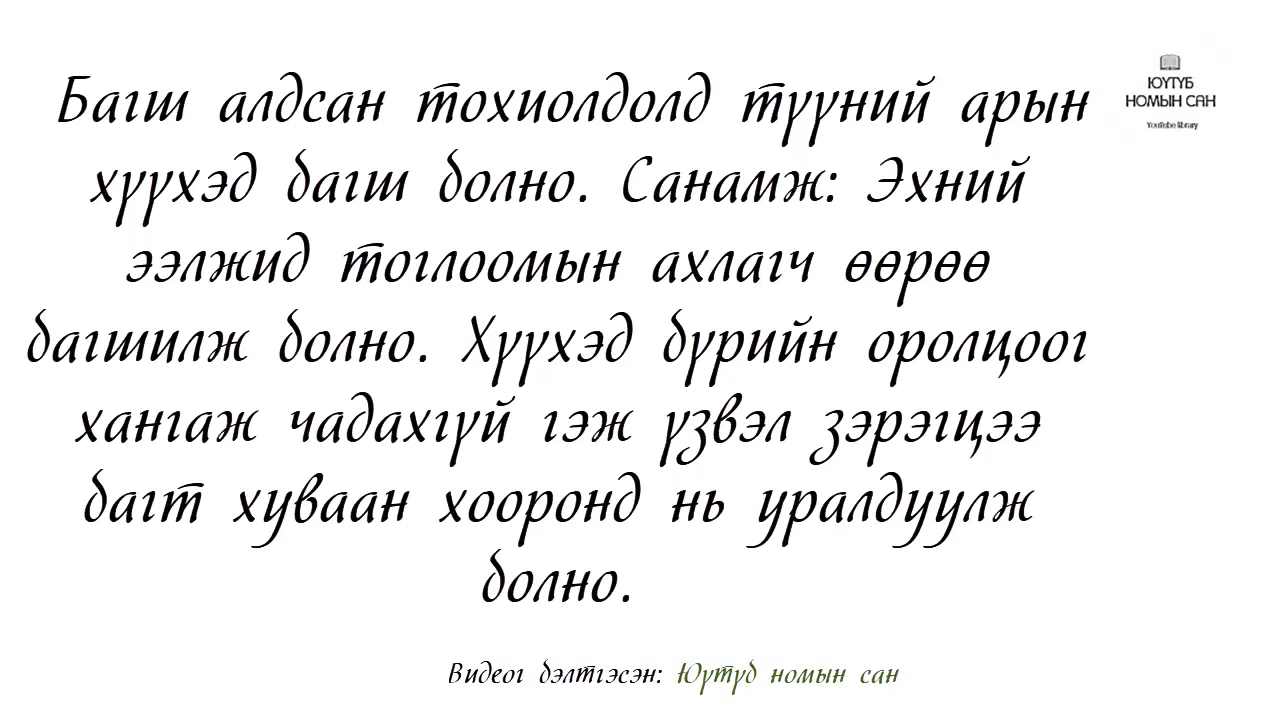 Багш алдсан тохиолдолд түүний арын
хүүхэд багш болно. Санамж: Эхний
ээлжид тоглоомын ахлагч өөрөө
багшилж болно. Хүүхэд бүрийн оролцоог
хангаж чадахгүй гэж үзвэл зэрэгцээ
багт хуваан хооронд нь уралдуулж
болно.
ЮҮТҮБ
НОМЫН САН
YouTube library
Видеог бэлтгэсэн: Юүтүб номын сан